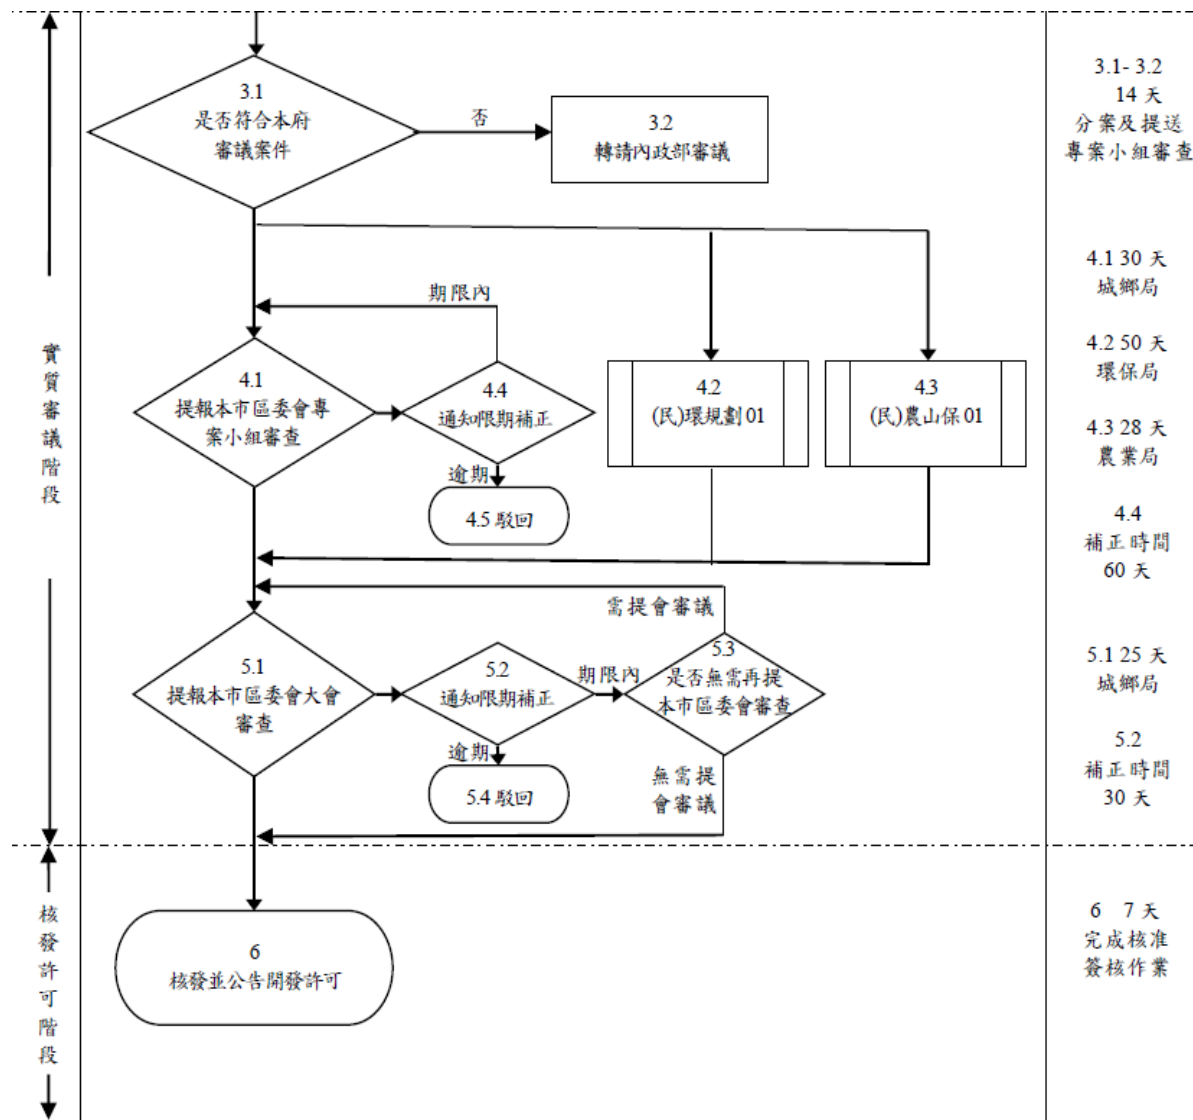 實質審議階段
核發許可階段
3.1
是否符合本府
審議案件
否
3.2
轉請內政部審議
期限內
4.1
提報本市區委會專
案小組審查
4.4
通知限期補正
逾期
4.5 駁回
4.2
(民)環規劃 01
4.3
(民)農山保 01
需提會審議
5.1
提報本市區委會大會
審查
5.2
通知限期補正
期限內
5.3
是否無需再提
本市區委會審查
逾期
5.4 駁回
無需提
會審議
6
核發並公告開發許可
3.1- 3.2
14 天
分案及提送
專案小組審查
4.1 30 天
城鄉局
4.2 50 天
環保局
4.3 28 天
農業局
4.4
補正時間
60 天
5.1 25 天
城鄉局
5.2
補正時間
30 天
6 7 天
完成核准
簽核作業